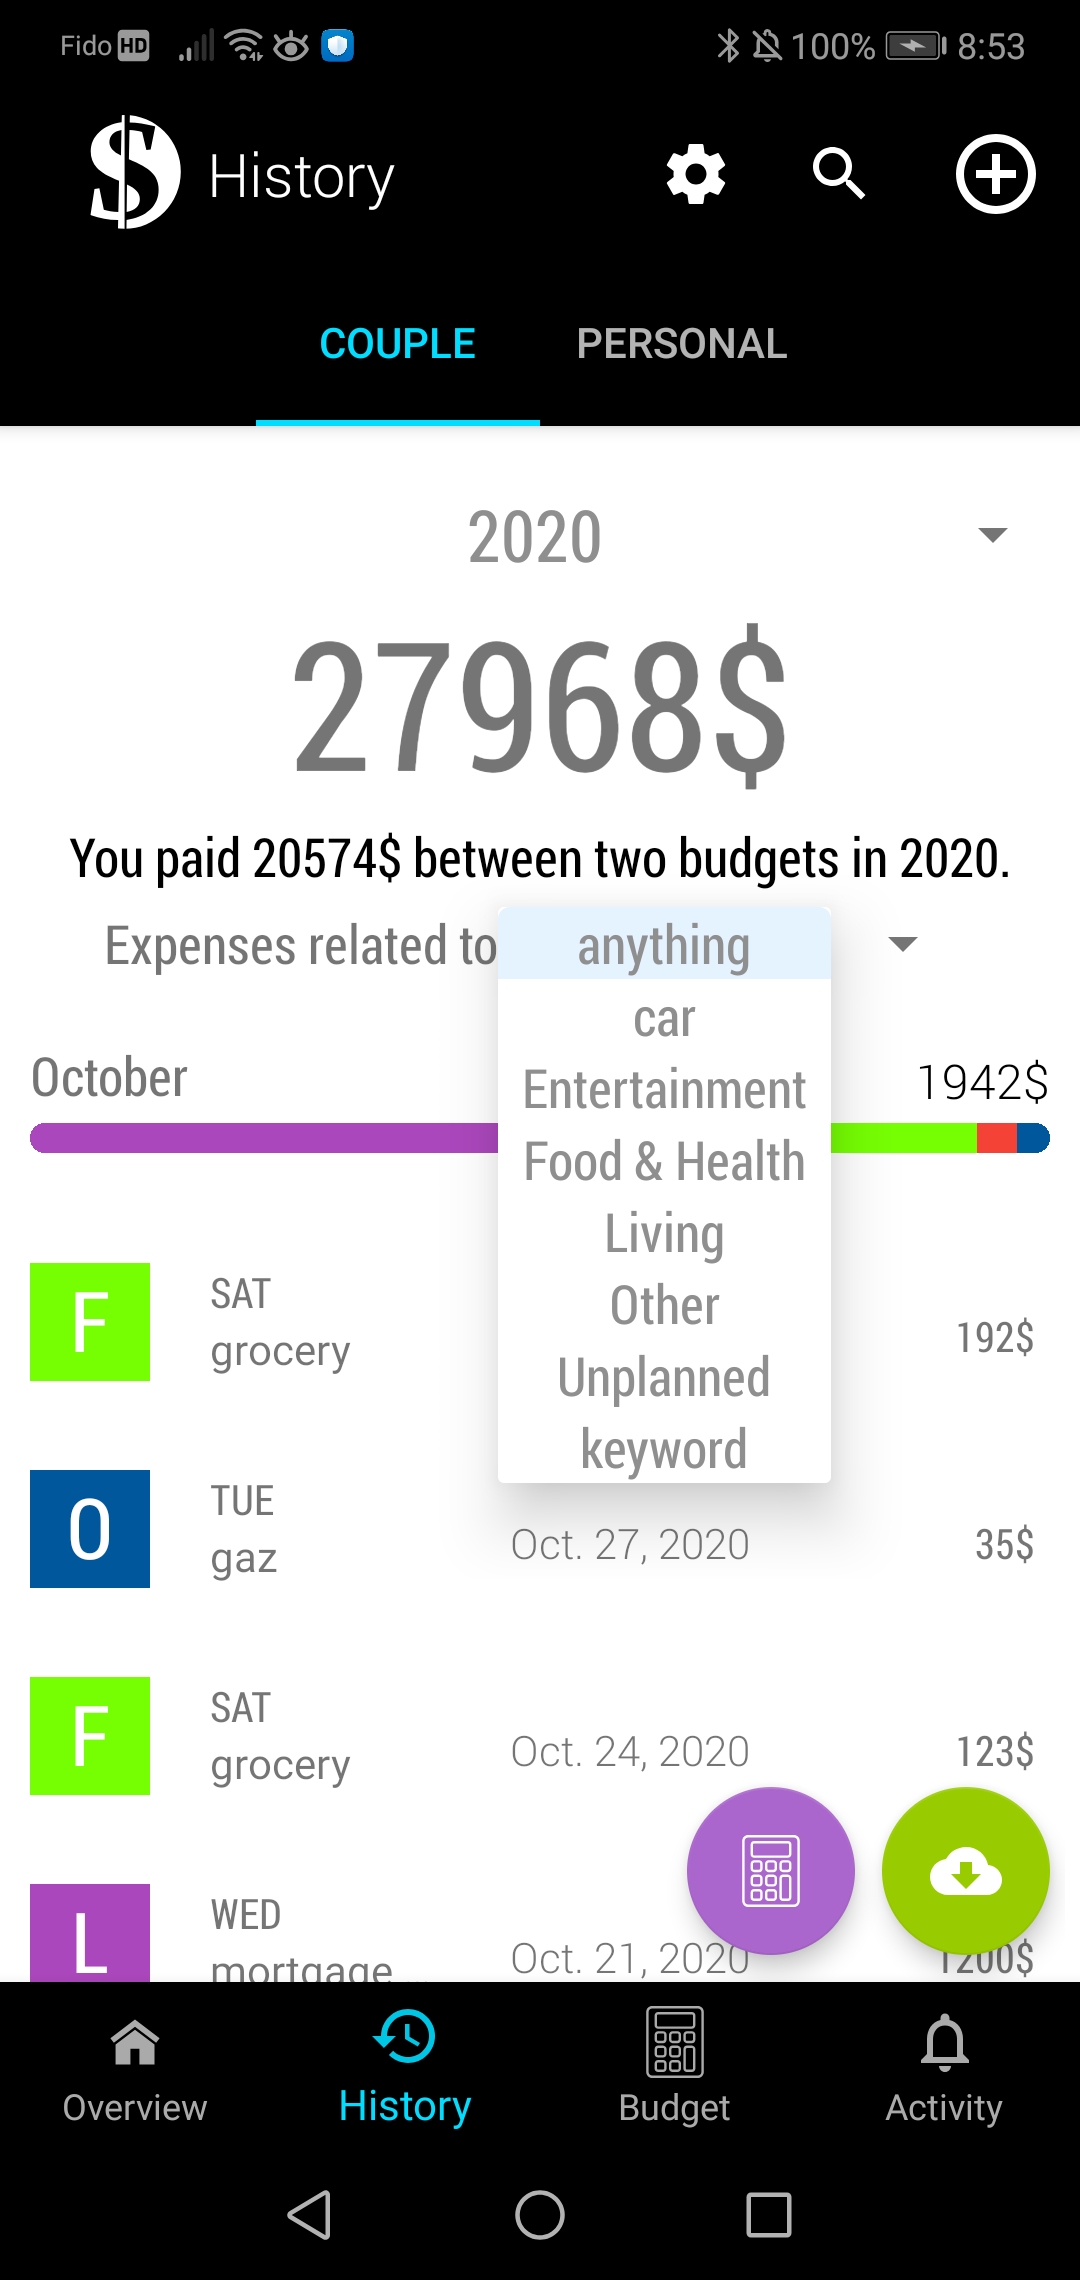 Fido HD 100% 8:53
$ History
COUPLE PERSONAL
2020
27968$
You paid 20574$ between two budgets in 2020.
Expenses related to anything
car
October 1942$
Entertainment
Food & Health
Living
Other
Unplanned
keyword
F SAT
grocery 192$
O TUE
gaz Oct. 27, 2020 35$
F SAT
grocery Oct. 24, 2020 123$
L WED
mortgage... Oct. 21, 2020 1200$
Overview History Budget Activity